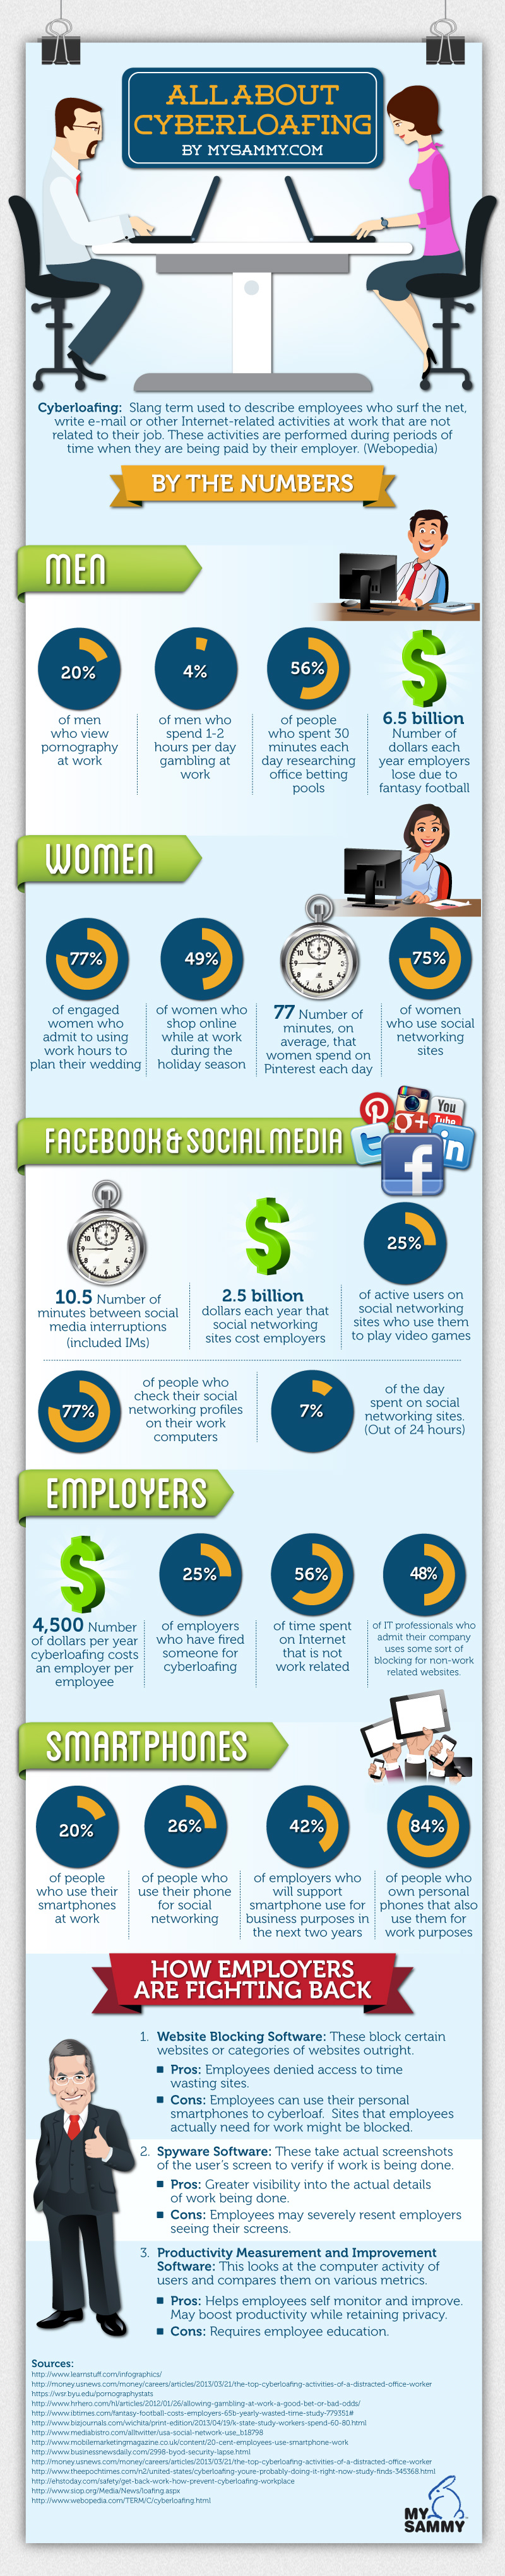 ALL ABOUT
CYBERLOAFING
BY MYSAMMY.COM
Cyberloafing: Slang term used to describe employees who surf the net,
write e-mail or other Internet-related activities at work that are not
related to their job. These activities are performed during periods of
time when they are being paid by their employer. (Webopedia)
BY THE NUMBERS
MEN
20%
of men
who view
pornography
at work
4%
of men who
spend 1-2
hours per day
gambling at
work
56%
of people
who spent 30
minutes each
day researching
office betting
pools
6.5 billion
Number of
dollars each
year employers
lose due to
fantasy football
WOMEN
77%
of engaged
women who
admit to using
work hours to
plan their wedding
49%
of women who
shop online
while at work
during the
holiday season
77 Number of
minutes, on
average, that
women spend on
Pinterest each day
75%
of women
who use social
networking
sites
FACEBOOK & SOCIAL MEDIA
You
Tube
g+
in
f
10.5 Number of
minutes between social
media interruptions
(included IMs)
2.5 billion
dollars each year that
social networking
sites cost employers
25%
of active users on
social networking
sites who use them
to play video games
77%
of people who
check their social
networking profiles
on their work
computers
7%
of the day
spent on social
networking sites.
(Out of 24 hours)
EMPLOYERS
4,500 Number
of dollars per year
cyberloafing costs
an employer per
employee
25%
of employers
who have fired
someone for
cyberloafing
56%
of time spent
on Internet
that is not
work related
48%
of IT professionals who
admit their company
uses some sort of
blocking for non-work
related websites.
SMARTPHONES
20%
of people
who use their
smartphones
at work
26%
of people who
use their phone
for social
networking
42%
of employers who
will support
smartphone use for
business purposes in
the next two years
84%
of people who
own personal
phones that also
use them for
work purposes
HOW EMPLOYERS
ARE FIGHTING BACK
1. Website Blocking Software: These block certain
websites or categories of websites outright.
Pros: Employees denied access to time
wasting sites.
Cons: Employees can use their personal
smartphones to cyberloaf. Sites that employees
actually need for work might be blocked.
2. Spyware Software: These take actual screenshots
of the user's screen to verify if work is being done.
Pros: Greater visibility into the actual details
of work being done.
Cons: Employees may severely resent employers
seeing their screens.
3. Productivity Measurement and Improvement
Software: This looks at the computer activity of
users and compares them on various metrics.
Pros: Helps employees self monitor and improve.
May boost productivity while retaining privacy.
Cons: Requires employee education.
Sources:
http://www.learnstuff.com/infographics/
http://money.usnews.com/money/careers/articles/2013/03/21/the-top-cyberloafing-activities-of-a-distracted-office-worker
https://wsr.byu.edu/pornographystats
http://www.hrhero.com/hl/articles/2012/01/26/allowing-gambling-at-work-a-good-bet-or-bad-odds/
http://www.ibtimes.com/fantasy-football-costs-employers-65b-yearly-wasted-time-study-779351#
http://www.bizjournals.com/wichita/print-edition/2013/04/19/k-state-study-workers-spend-60-80.html
http://www.mediabistro.com/alltwitter/usa-social-network-use_b18798
http://www.mobilemarketingmagazine.co.uk/content/20-cent-employees-use-smartphone-work
http://www.businessnewsdaily.com/2998-byod-security-lapse.html
http://money.usnews.com/money/careers/articles/2013/03/21/the-top-cyberloafing-activities-of-a-distracted-office-worker
http://www.theepochtimes.com/n2/united-states/cyberloafing-youre-probably-doing-it-right-now-study-finds-345368.html
http://ehstoday.com/safety/get-back-work-how-prevent-cyberloafing-workplace
http://www.siop.org/Media/News/loafing.aspx
http://www.webopedia.com/TERM/C/cyberloafing.html
MY
SAMMY